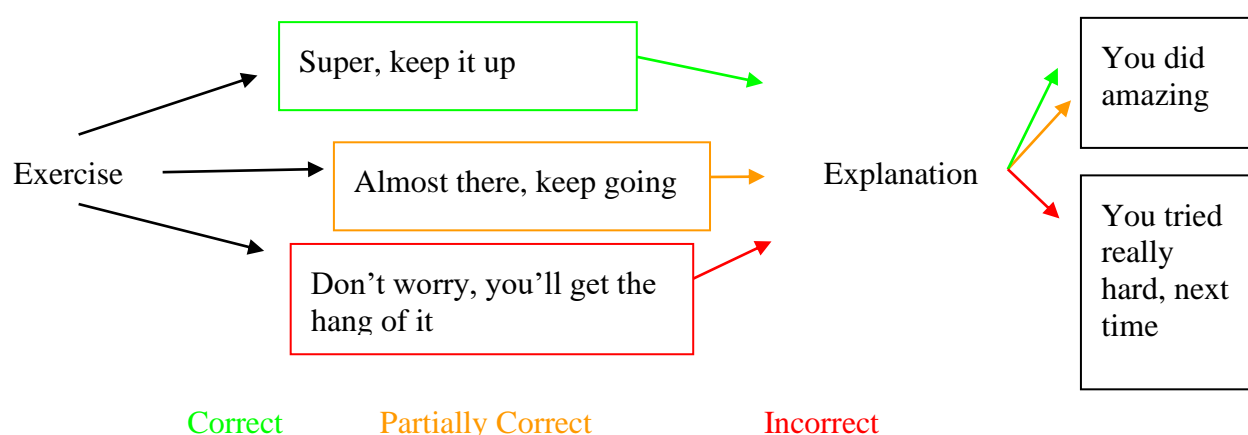 Exercise
Super, keep it up
Almost there, keep going
Don’t worry, you’ll get the
hang of it
Explanation
You did
amazing
You tried
really
hard, next
time
Correct
Partially Correct
Incorrect